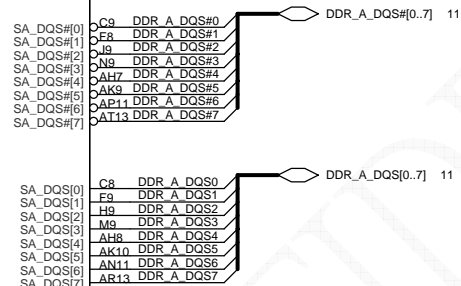 SA_DQS#[0] C9 DDR_A_DQS#0 DDR_A_DQS#[0..7] 11
SA_DQS#[1] F8 DDR_A_DQS#1
SA_DQS#[2] J9 DDR_A_DQS#2
SA_DQS#[3] N9 DDR_A_DQS#3
SA_DQS#[4] AH7 DDR_A_DQS#4
SA_DQS#[5] AK9 DDR_A_DQS#5
SA_DQS#[6] AP11 DDR_A_DQS#6
SA_DQS#[7] AT13 DDR_A_DQS#7
SA_DQS[0] C8 DDR_A_DQS0 DDR_A_DQS[0..7] 11
SA_DQS[1] F9 DDR_A_DQS1
SA_DQS[2] H9 DDR_A_DQS2
SA_DQS[3] M9 DDR_A_DQS3
SA_DQS[4] AH8 DDR_A_DQS4
SA_DQS[5] AK10 DDR_A_DQS5
SA_DQS[6] AN11 DDR_A_DQS6
SA_DQS[7] AR13 DDR_A_DQS7